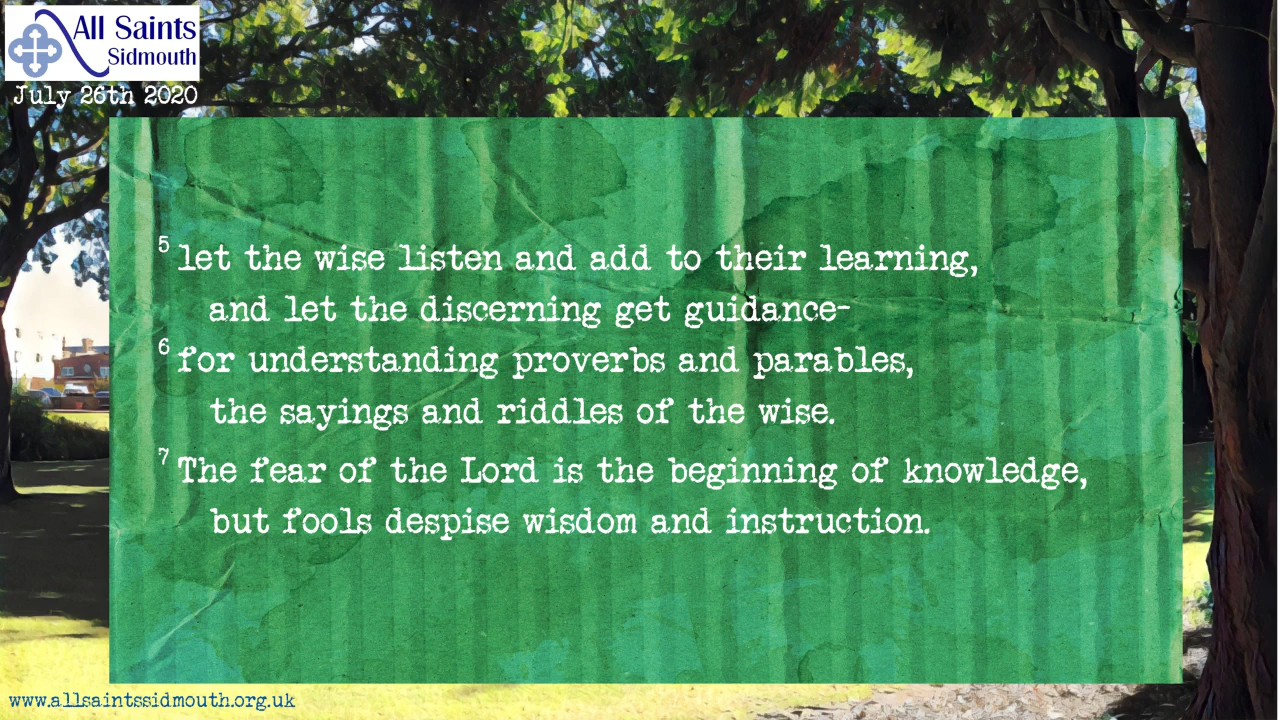 All Saints
Sidmouth
July 26th 2020
5 let the wise listen and add to their learning,
and let the discerning get guidance-
6 for understanding proverbs and parables,
the sayings and riddles of the wise.
7 The fear of the Lord is the beginning of knowledge,
but fools despise wisdom and instruction.
www.allsaintssidmouth.org.uk